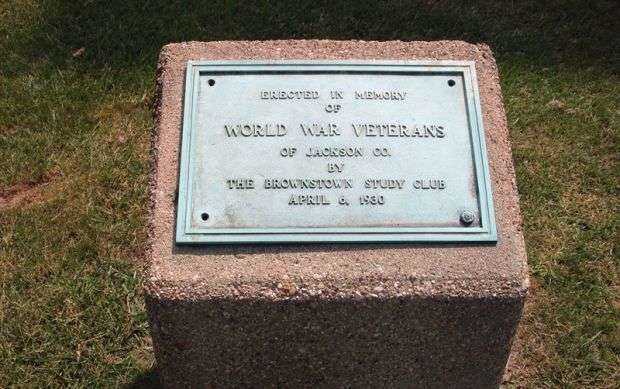 ERECTED IN MEMORY
OF
WORLD WAR VETERANS
OF JACKSON CO.
BY
THE BROWNSTOWN STUDY CLUB
APRIL 6, 1930